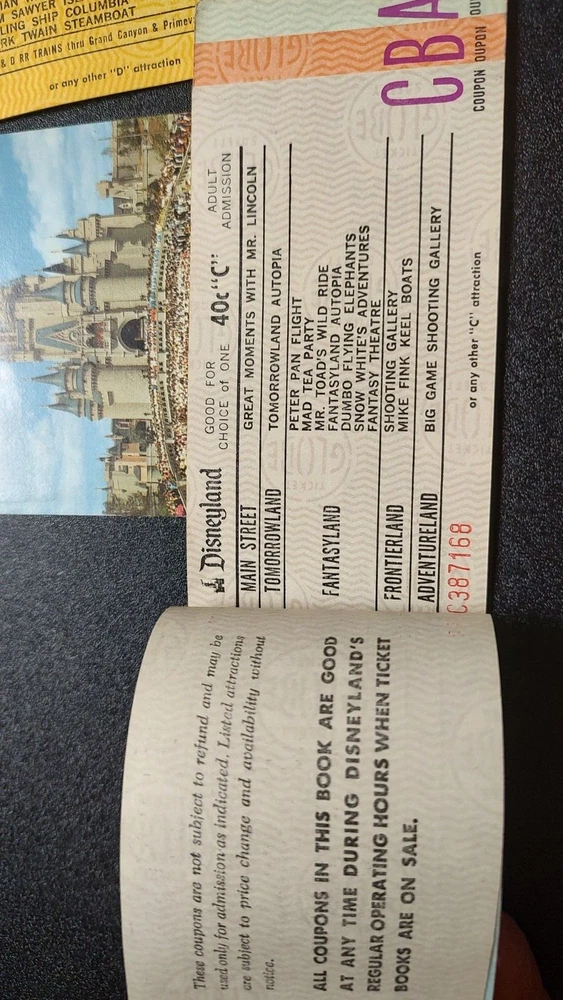 SAWYER
LING SHIP COLUMBIA
RK TWAIN STEAMBOAT
& D RR TRAINS thru Grand Canyon &
or any other "D" attraction
Disneyland
GOOD FOR
CHOICE of ONE 40c "C" ADULT
ADMISSION
MAIN STREET GREAT MOMENTS WITH MR. LINCOLN
TOMORROWLAND TOMORROWLAND AUTOPIA
FANTASYLAND
PETER PAN FLIGHT
MAD TEA PARTY
MR. TOAD'S WILD RIDE
FANTASYLAND AUTOPIA
DUMBO FLYING ELEPHANTS
SNOW WHITE'S ADVENTURES
FANTASY THEATRE
FRONTIERLAND SHOOTING GALLERY
MIKE FINK KEEL BOATS
ADVENTURELAND BIG GAME SHOOTING GALLERY
C387168 or any other "C" attraction
C B A
COUPON
GLOBE
TICKET
These coupons are not subject to refund and may be
used only for admission as indicated. Listed attractions
are subject to price change and availability without
notice.
ALL COUPONS IN THIS BOOK ARE GOOD
AT ANY TIME DURING DISNEYLAND'S
REGULAR OPERATING HOURS WHEN TICKET
BOOKS ARE ON SALE.